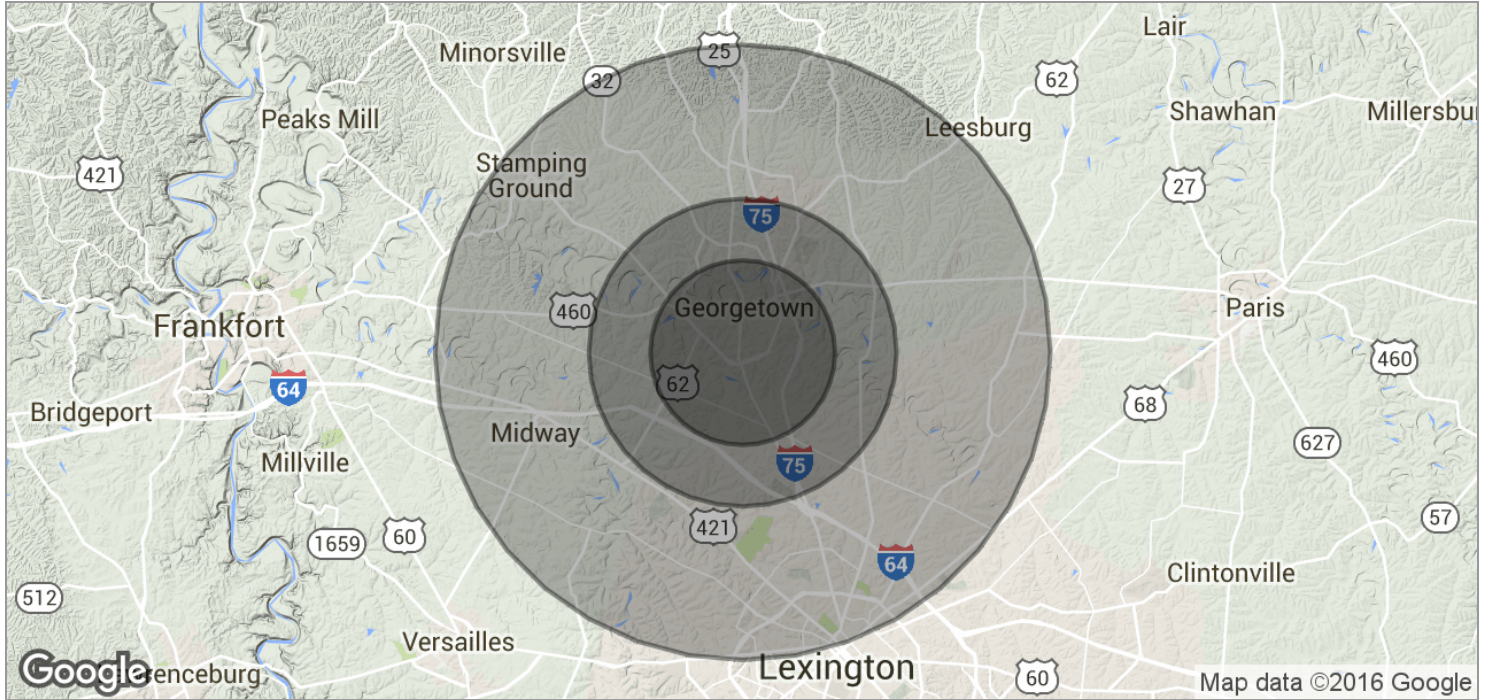 Lair
25
Minorsville
32
62
Peaks Mill
Shawhan
Millersbu
Leesburg
Stamping
Ground
421
27
75
Georgetown
460
Paris
Frankfort
460
64
62
68
Bridgeport
Midway
627
Millville
75
57
421
1659
60
64
Clintonville
512
Versailles
Lexington
Google
renceburg
60
Map data ©2016 Google